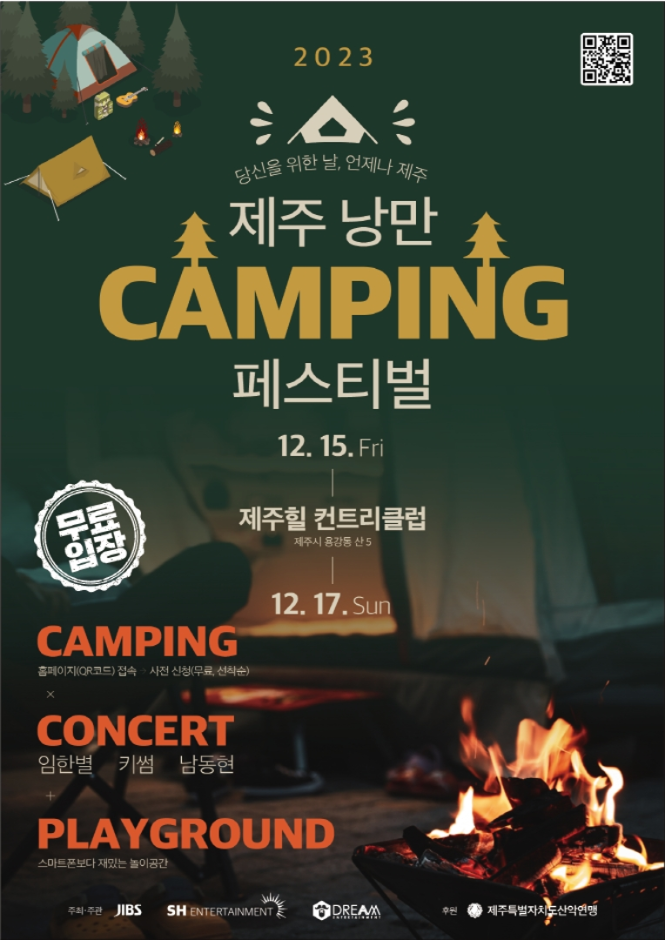 2023
당신을 위한 날, 언제나 제주
제주 낭만
CAMPING
페스티벌
12. 15. Fri
제주힐 컨트리클럽
제주시 용강동 산 5
12. 17. Sun
무료
입장
CAMPING
홈페이지(QR코드) 접속 → 사전 신청(무료, 선착순)
×
CONCERT
임한별 키썸 남동현
+
PLAYGROUND
스마트폰보다 재밌는 놀이공간
주최·주관 JIBS SH ENTERTAINMENT DREAM ENTERTAINMENT 후원 제주특별자치도산악연맹